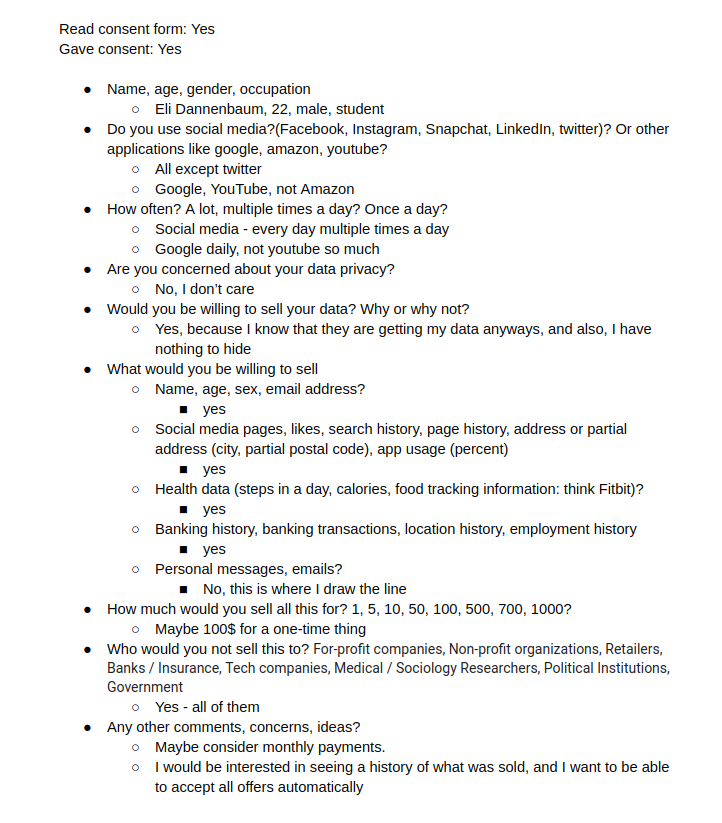 Read consent form: Yes
Gave consent: Yes
● Name, age, gender, occupation
○ Eli Dannenbaum, 22, male, student
● Do you use social media?(Facebook, Instagram, Snapchat, LinkedIn, twitter)? Or other
applications like google, amazon, youtube?
○ All except twitter
○ Google, YouTube, not Amazon
● How often? A lot, multiple times a day? Once a day?
○ Social media - every day multiple times a day
○ Google daily, not youtube so much
● Are you concerned about your data privacy?
○ No, I don’t care
● Would you be willing to sell your data? Why or why not?
○ Yes, because I know that they are getting my data anyways, and also, I have
nothing to hide
● What would you be willing to sell
○ Name, age, sex, email address?
■ yes
○ Social media pages, likes, search history, page history, address or partial
address (city, partial postal code), app usage (percent)
■ yes
○ Health data (steps in a day, calories, food tracking information: think Fitbit)?
■ yes
○ Banking history, banking transactions, location history, employment history
■ yes
○ Personal messages, emails?
■ No, this is where I draw the line
● How much would you sell all this for? 1, 5, 10, 50, 100, 500, 700, 1000?
○ Maybe 100$ for a one-time thing
● Who would you not sell this to? For-profit companies, Non-profit organizations, Retailers,
Banks / Insurance, Tech companies, Medical / Sociology Researchers, Political Institutions,
Government
○ Yes - all of them
● Any other comments, concerns, ideas?
○ Maybe consider monthly payments.
○ I would be interested in seeing a history of what was sold, and I want to be able
to accept all offers automatically